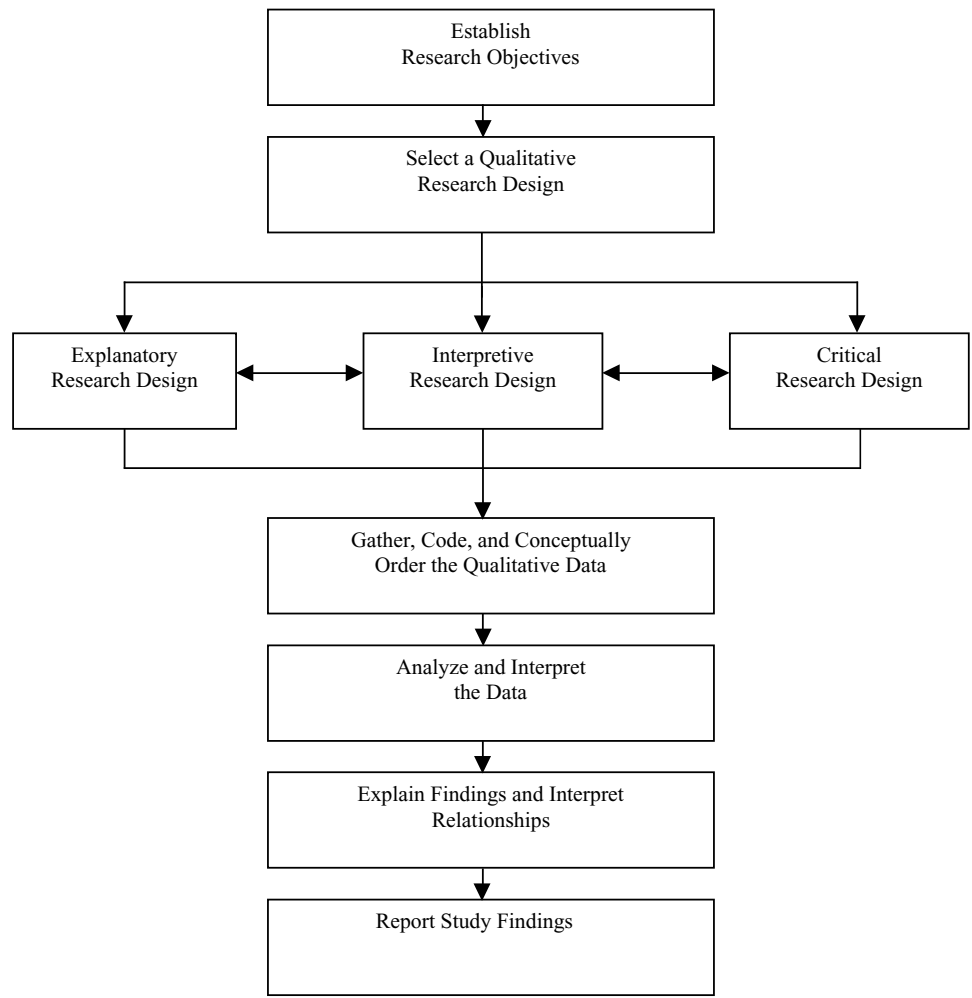 Establish
Research Objectives
Select a Qualitative
Research Design
Explanatory
Research Design
Interpretive
Research Design
Critical
Research Design
Gather, Code, and Conceptually
Order the Qualitative Data
Analyze and Interpret
the Data
Explain Findings and Interpret
Relationships
Report Study Findings